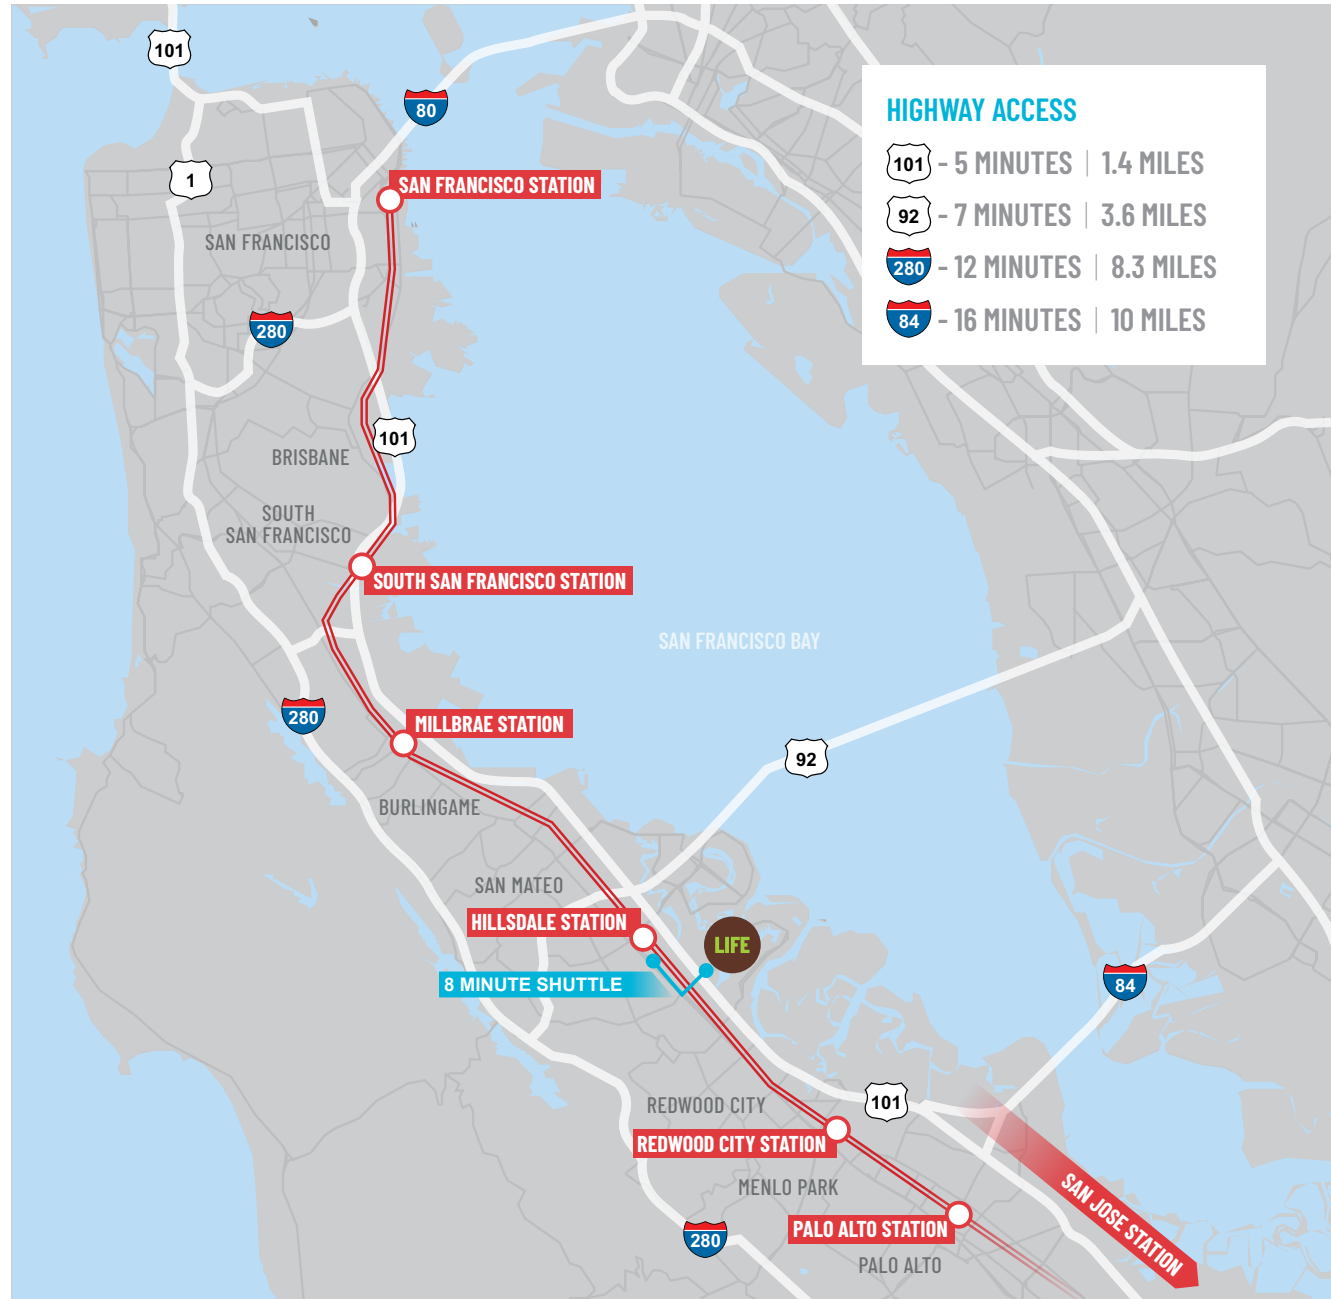 101
80
HIGHWAY ACCESS
101 - 5 MINUTES | 1.4 MILES
1
SAN FRANCISCO STATION
92 - 7 MINUTES | 3.6 MILES
SAN FRANCISCO
280 - 12 MINUTES | 8.3 MILES
280
84 - 16 MINUTES | 10 MILES
101
BRISBANE
SOUTH
SAN FRANCISCO
SOUTH SAN FRANCISCO STATION
SAN FRANCISCO BAY
280
MILLBRAE STATION
92
BURLINGAME
SAN MATEO
HILLSDALE STATION
LIFE
8 MINUTE SHUTTLE
84
101
REDWOOD CITY
REDWOOD CITY STATION
MENLO PARK
SAN JOSE STATION
PALO ALTO STATION
280
PALO ALTO